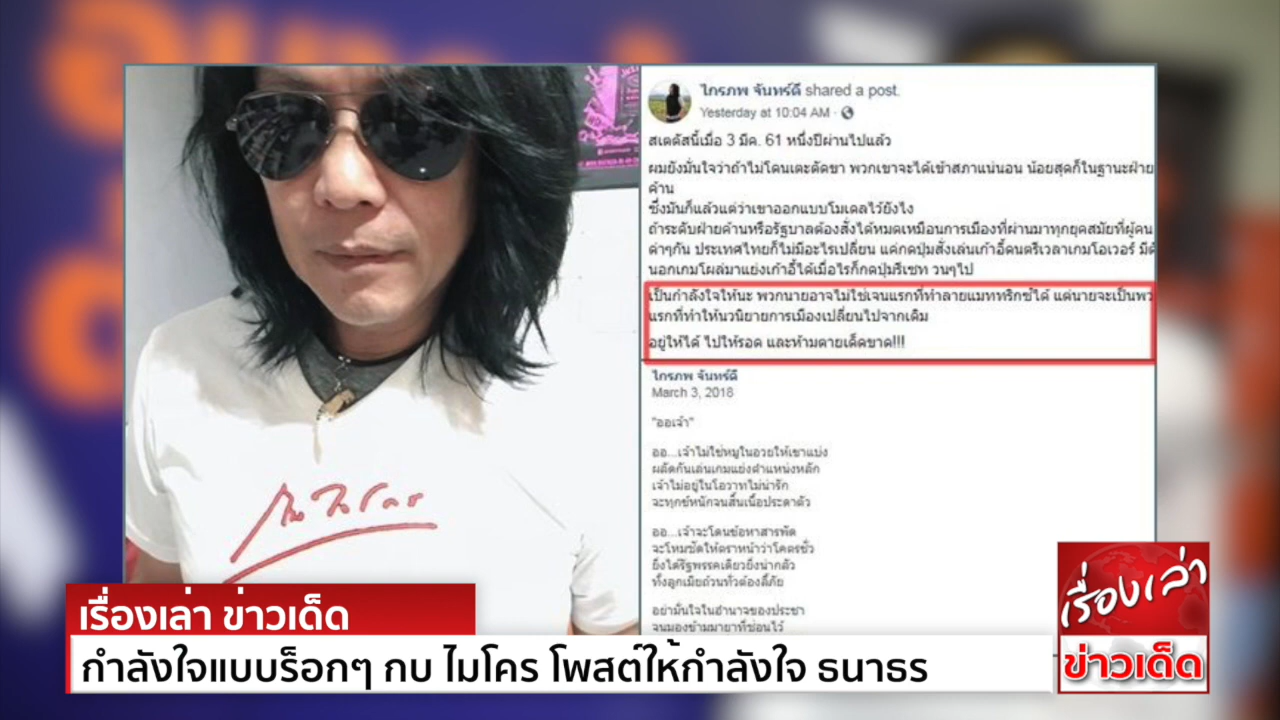 ไกรภพ จันทร์ดี shared a post.
Yesterday at 10:04 AM ·
สเตตัสนี้เมื่อ 3 มีค. 61 หนึ่งปีผ่านไปแล้ว
ผมยังมั่นใจว่าถ้าไม่โดนเตะตัดขา พวกเขาจะได้เข้าสภาแน่นอน น้อยสุดก็ในฐานะฝ่าย
ค้าน
ซึ่งมันก็แล้วแต่ว่าเขาออกแบบโมเดลไว้ยังไง
ถ้าระดับฝ่ายค้านหรือรัฐบาลต้องสั่งได้หมดเหมือนการเมืองที่ผ่านมาทุกยุคสมัยที่ผู้คน
ค่าๆกัน ประเทศไทยก็ไม่มีอะไรเปลี่ยน แค่กดปุ่มสั่งเล่นเก้าอี้ดนตรีเวลาเกมโอเวอร์
นอกเกมโผล่มาแย่งเก้าอี้ได้เมื่อไรก็กดปุ่มรีเซท วนๆไป
เป็นกำลังใจให้นะ พวกนายอาจไม่ใช่เจนแรกที่ทำลายแมททริกซ์ได้ แต่นายจะเป็นพว
แรกที่ทำให้นวนิยายการเมืองเปลี่ยนไปจากเดิม
อยู่ให้ได้ ไปให้รอด และห้ามตายเด็ดขาด!!!
ไกรภพ จันทร์ดี
March 3, 2018
"ออเจ้า"
ออ...เจ้าไม่ใช่หมูในอวยให้เขาแบ่ง
ผลัดกันเล่นเกมแย่งตำแหน่งหลัก
เจ้าไม่อยู่ในโอวาทไม่น่ารัก
จะทุกข์หนักจนสิ้นเนื้อประดาตัว
ออ...เจ้าจะโดนข้อหาสารพัด
จะโหมซัดให้ตราหน้าว่าโคตรชั่ว
ยิ่งได้รัฐพรรคเดียวยิ่งน่ากลัว
ทั้งลูกเมียถ้วนทั่วต้องลี้ภัย
อย่ามั่นใจในอำนาจของประชา
จนมองข้ามมายาที่ซ่อนไว้
ไมโคร
เรื่องเล่า ข่าวเด็ด
กำลังใจแบบร็อกๆ กบ ไมโคร โพสต์ให้กำลังใจ ธนาธร
เรื่องเล่า
ข่าวเด็ด